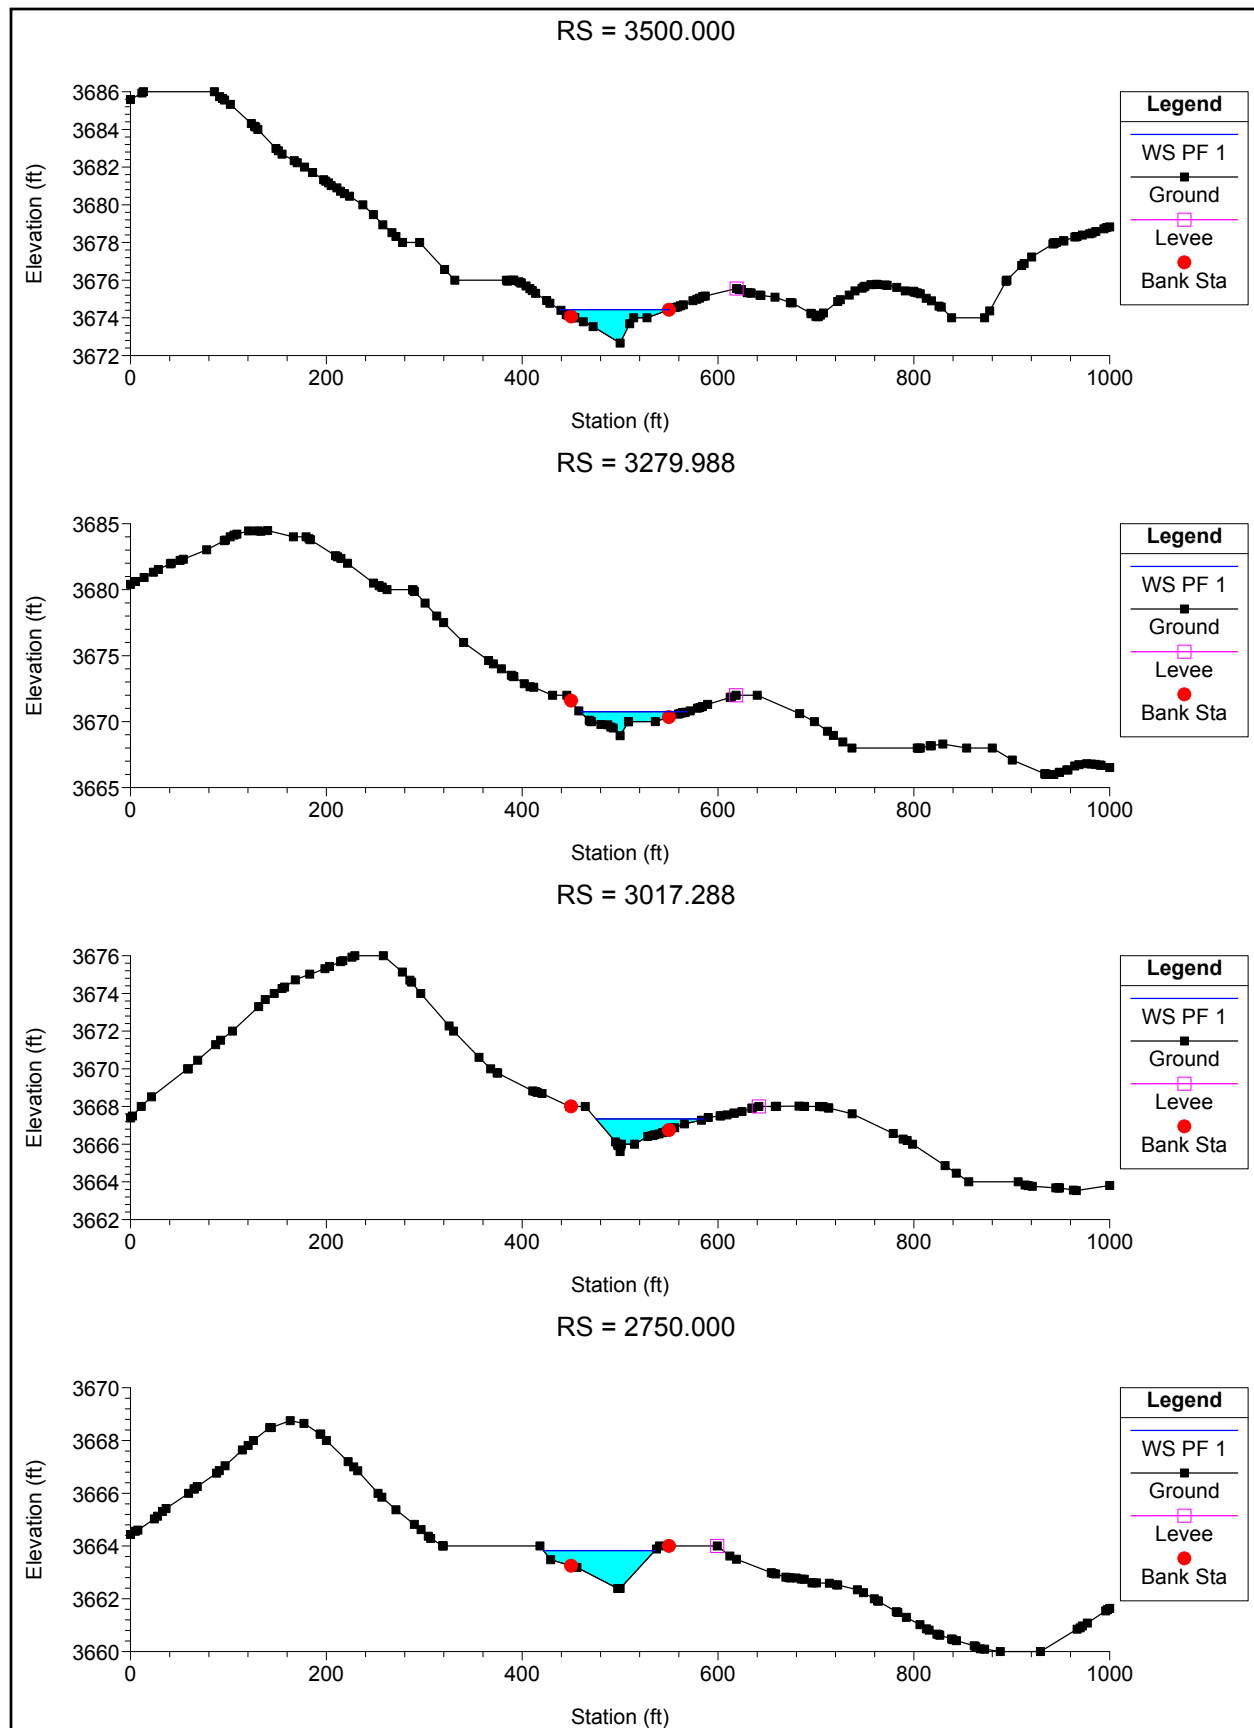 RS = 3500.000
Elevation (ft)
3686
3684
3682
3680
3678
3676
3674
3672
0 200 400 600 800 1000
Station (ft)
Legend
WS PF 1
Ground
Levee
Bank Sta
RS = 3279.988
Elevation (ft)
3685
3680
3675
3670
3665
0 200 400 600 800 1000
Station (ft)
Legend
WS PF 1
Ground
Levee
Bank Sta
RS = 3017.288
Elevation (ft)
3676
3674
3672
3670
3668
3666
3664
3662
0 200 400 600 800 1000
Station (ft)
Legend
WS PF 1
Ground
Levee
Bank Sta
RS = 2750.000
Elevation (ft)
3670
3668
3666
3664
3662
3660
0 200 400 600 800 1000
Station (ft)
Legend
WS PF 1
Ground
Levee
Bank Sta